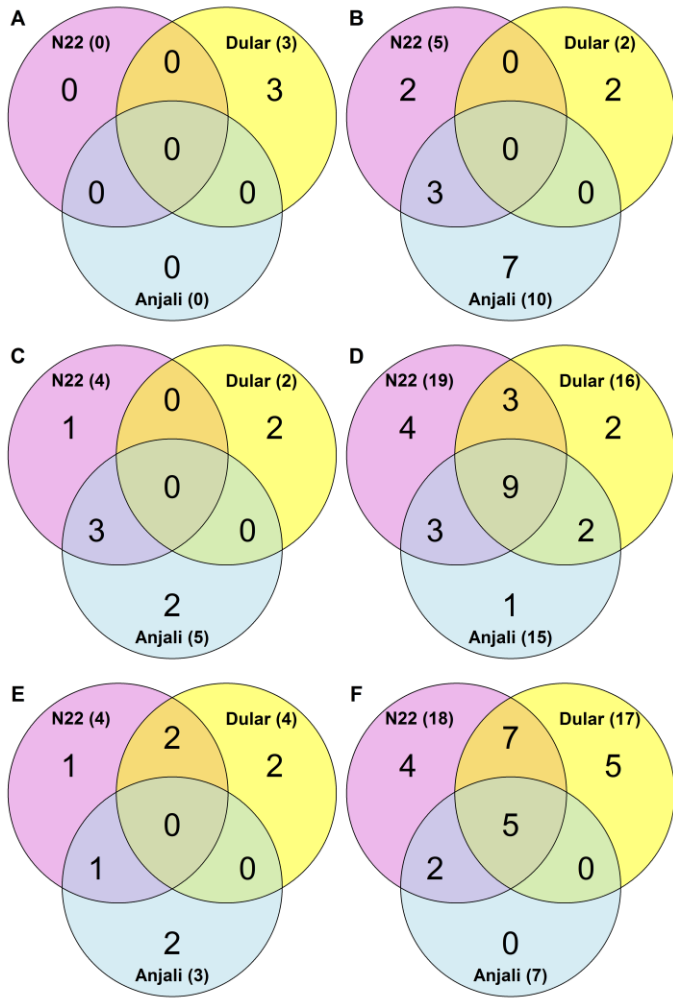 A
N22 (0)
Dular (3)
0
0
3
0
0
0
0
Anjali (0)
B
N22 (5)
Dular (2)
2
0
2
0
3
0
7
Anjali (10)
C
N22 (4)
Dular (2)
1
0
2
0
3
0
2
Anjali (5)
D
N22 (19)
Dular (16)
4
3
2
9
3
2
1
Anjali (15)
E
N22 (4)
Dular (4)
1
2
2
0
1
0
2
Anjali (3)
F
N22 (18)
Dular (17)
4
7
5
5
2
0
0
Anjali (7)